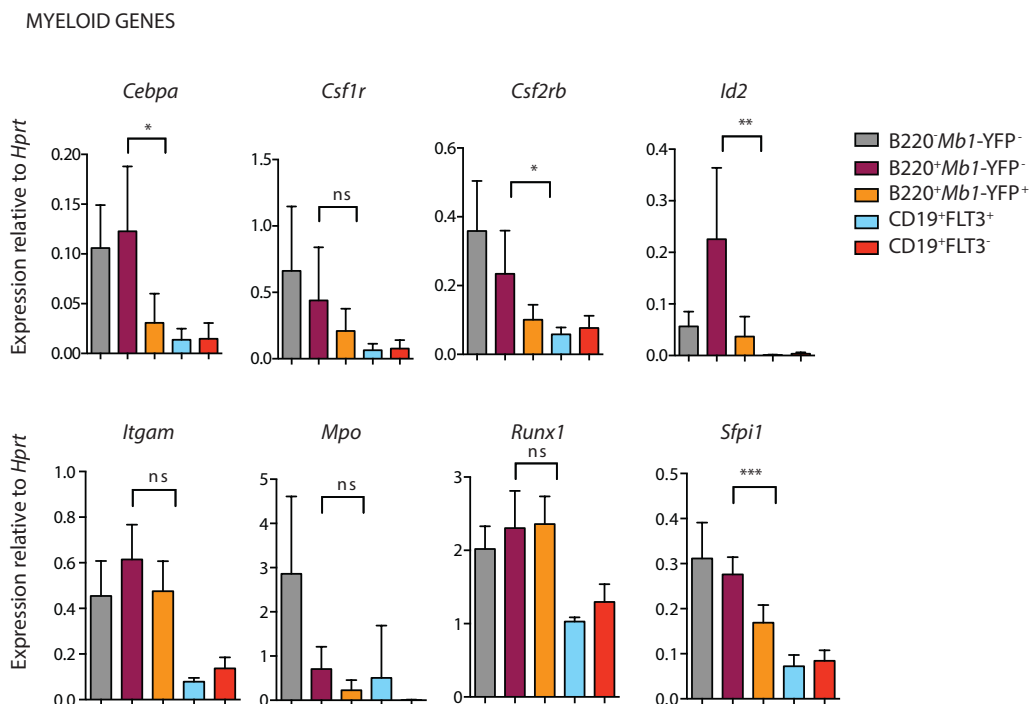 MYELOID GENES
Cebpa Csf1r Csf2rb Id2
* ns * **
Expression relative to Hprt
0.20 0.15 0.10 0.05 0.00
1.5 1.0 0.5 0.0
0.6 0.4 0.2 0.0
0.4 0.3 0.2 0.1 0.0
B220⁻Mb1-YFP⁻
B220⁺Mb1-YFP⁻
B220⁺Mb1-YFP⁺
CD19⁺FLT3⁺
CD19⁺FLT3⁻
Itgam Mpo Runx1 Sfpi1
ns ns ns ***
Expression relative to Hprt
1.0 0.8 0.6 0.4 0.2 0.0
5 4 3 2 1 0
3 2 1 0
0.5 0.4 0.3 0.2 0.1 0.0